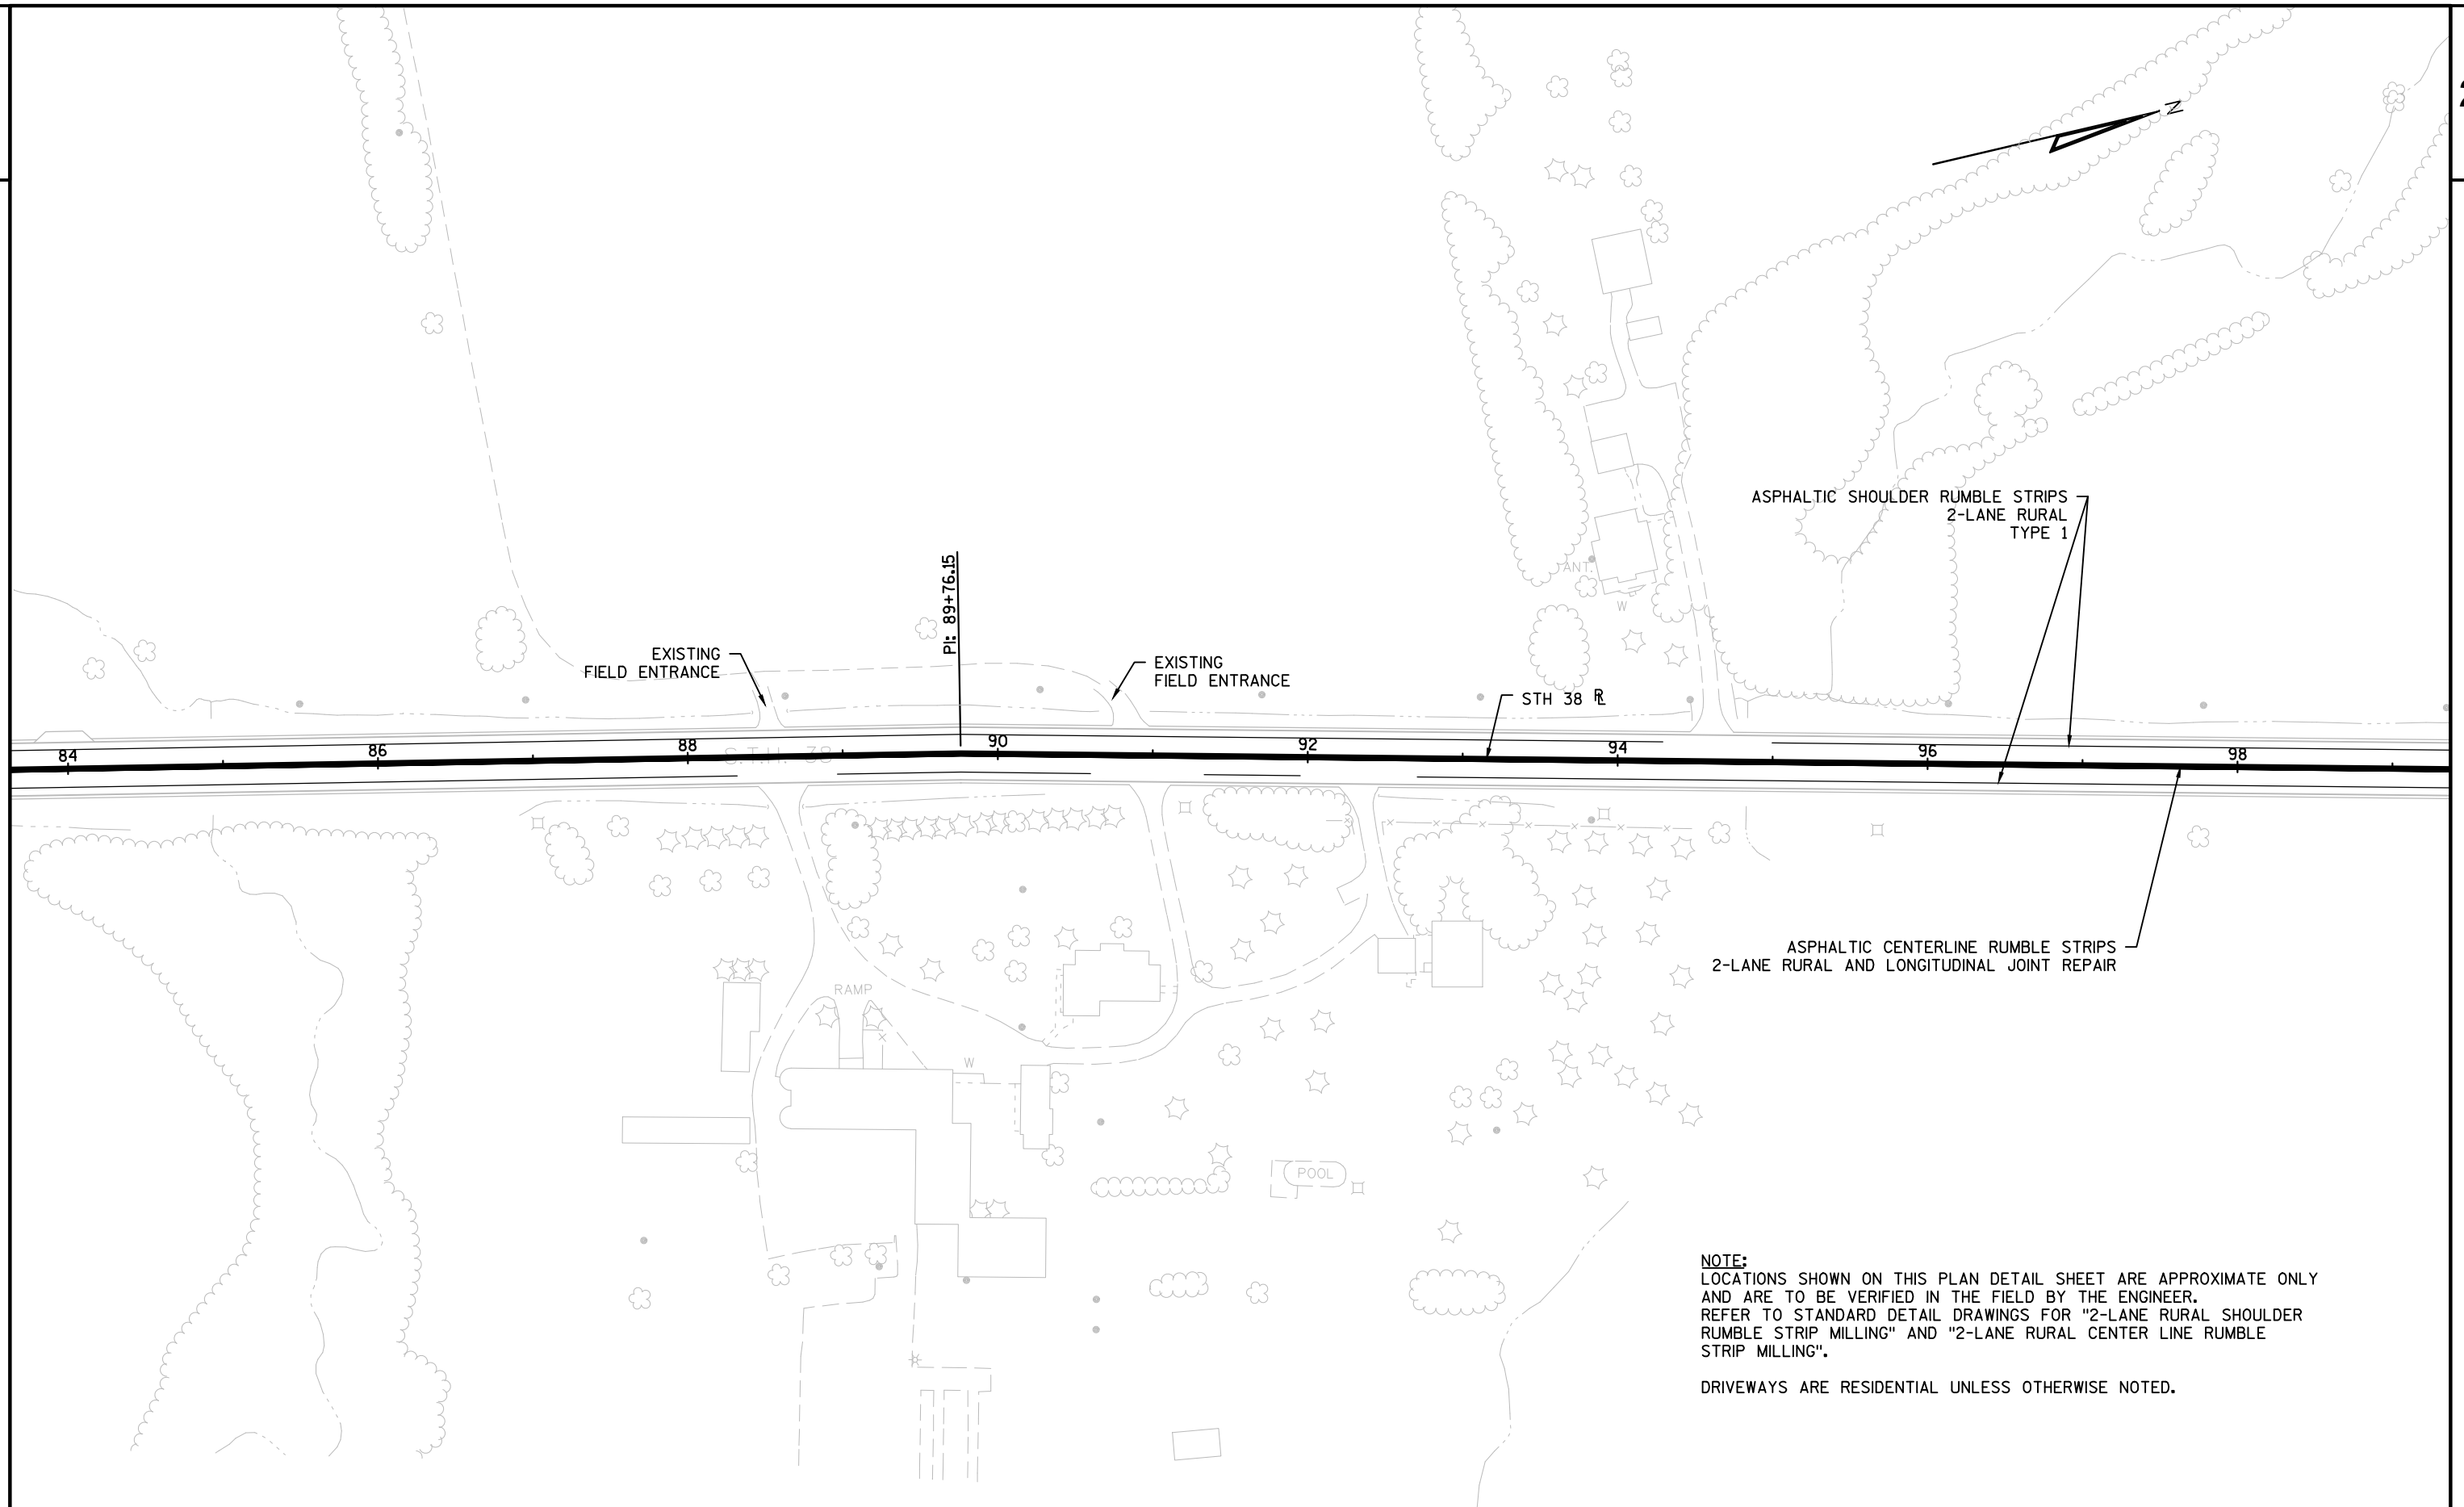 N
ASPHALTIC SHOULDER RUMBLE STRIPS
2-LANE RURAL
TYPE 1
ANT.
W
PI: 89+76.15
EXISTING
FIELD ENTRANCE
EXISTING
FIELD ENTRANCE
STH 38 R/L
84
86
88
90
92
94
96
98
S.T.H. 38
ASPHALTIC CENTERLINE RUMBLE STRIPS
2-LANE RURAL AND LONGITUDINAL JOINT REPAIR
RAMP
W
POOL
NOTE:
LOCATIONS SHOWN ON THIS PLAN DETAIL SHEET ARE APPROXIMATE ONLY
AND ARE TO BE VERIFIED IN THE FIELD BY THE ENGINEER.
REFER TO STANDARD DETAIL DRAWINGS FOR "2-LANE RURAL SHOULDER
RUMBLE STRIP MILLING" AND "2-LANE RURAL CENTER LINE RUMBLE
STRIP MILLING".
DRIVEWAYS ARE RESIDENTIAL UNLESS OTHERWISE NOTED.